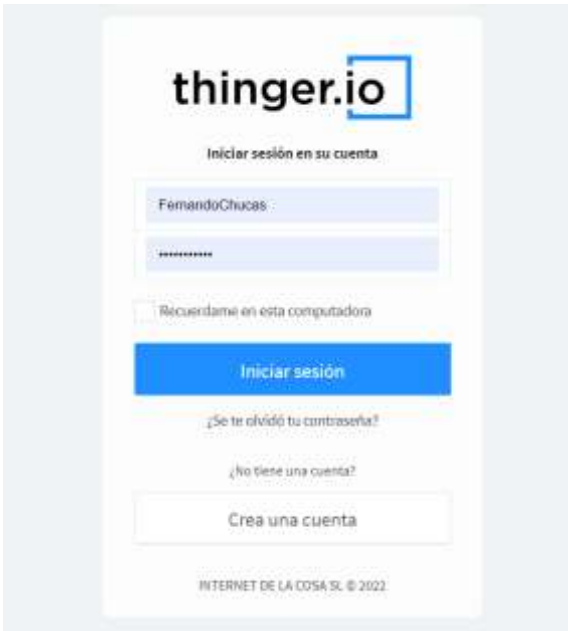 thinger.io
Iniciar sesión en su cuenta
FernandoChucas
•••••••••••
Recuerdame en esta computadora
Iniciar sesión
¿Se te olvidó tu contraseña?
¿No tiene una cuenta?
Crea una cuenta
INTERNET DE LA COSA SL © 2022